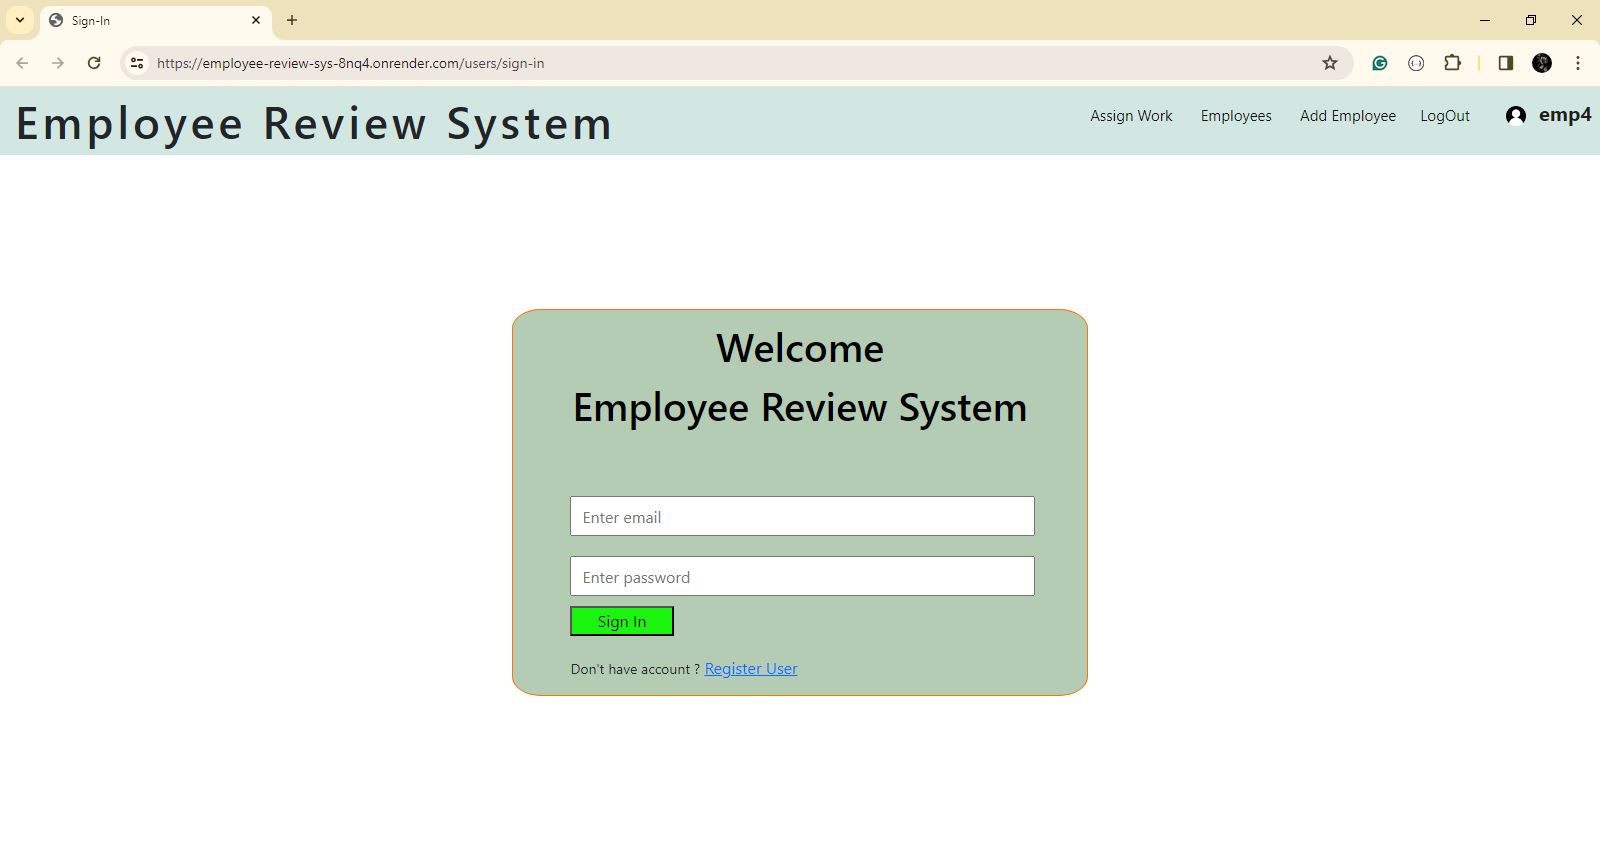 Sign-In
https://employee-review-sys-8nq4.onrender.com/users/sign-in
Employee Review System
Assign Work
Employees
Add Employee
LogOut
emp4
Welcome
Employee Review System
Enter email
Enter password
Sign In
Don't have account ? Register User